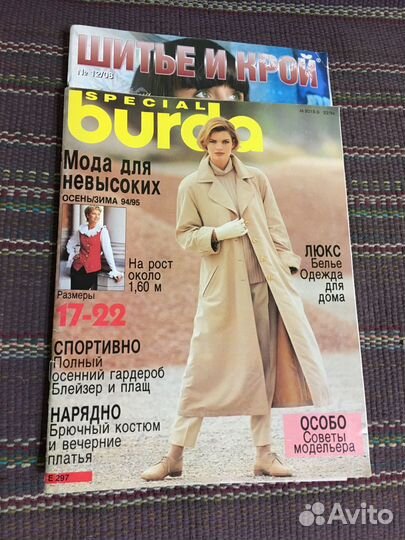 ШИТЬЕ И КРОЙ
№ 12/08
SPECIAL
burda
Мода для
невысоких
ОСЕНЬ/ЗИМА 94/95
На рост
около
1,60 м
Размеры
17-22
СПОРТИВНО
Полный
осенний гардероб
Блейзер и плащ
НАРЯДНО
Брючный костюм
и вечерние
платья
E 297
ЛЮКС
Белье
Одежда
для
дома
ОСОБО
Советы
модельера
Avito